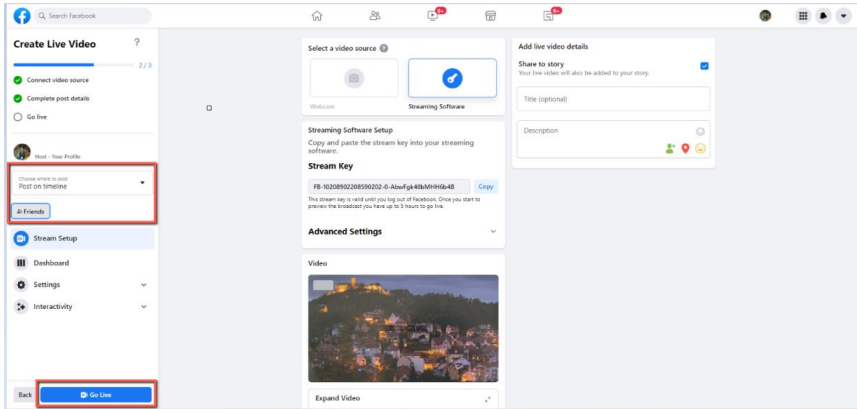 Search Facebook
9+
9+
Create Live Video
?
2 / 3
Connect video source
Complete post details
Go live
Host - Your Profile
Choose where to post
Post on timeline
Friends
Stream Setup
Dashboard
Settings
Interactivity
Back
Go Live
Select a video source
Webcam
Streaming Software
Streaming Software Setup
Copy and paste the stream key into your streaming
software.
Stream Key
Copy
This stream key is valid until you log out of Facebook. Once you start to
preview the broadcast you have up to 5 hours to go live.
Advanced Settings
Video
Expand Video
Add live video details
Share to story
Your live video will also be added to your story.
Title (optional)
Description